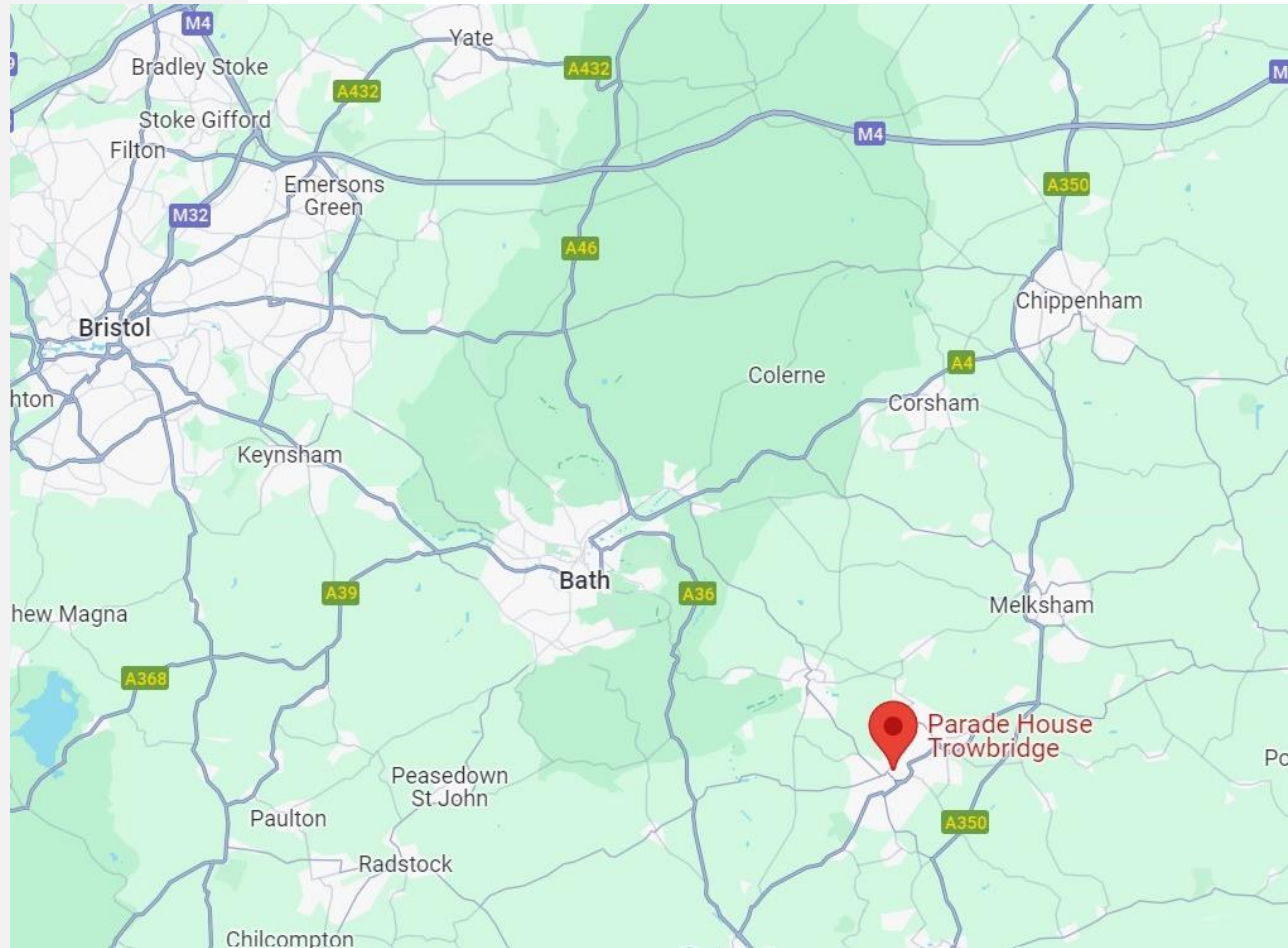 M4
Yate
Bradley Stoke
A432
A432
Stoke Gifford
Filton
M4
Emersons
Green
A350
M32
A46
Chippenham
Bristol
A4
Colerne
hton
Corsham
Keynsham
Bath
A39
A36
Melksham
hew Magna
A368
Parade House
Trowbridge
Po
Peasedown
St John
Paulton
A350
Radstock
Chilcompton